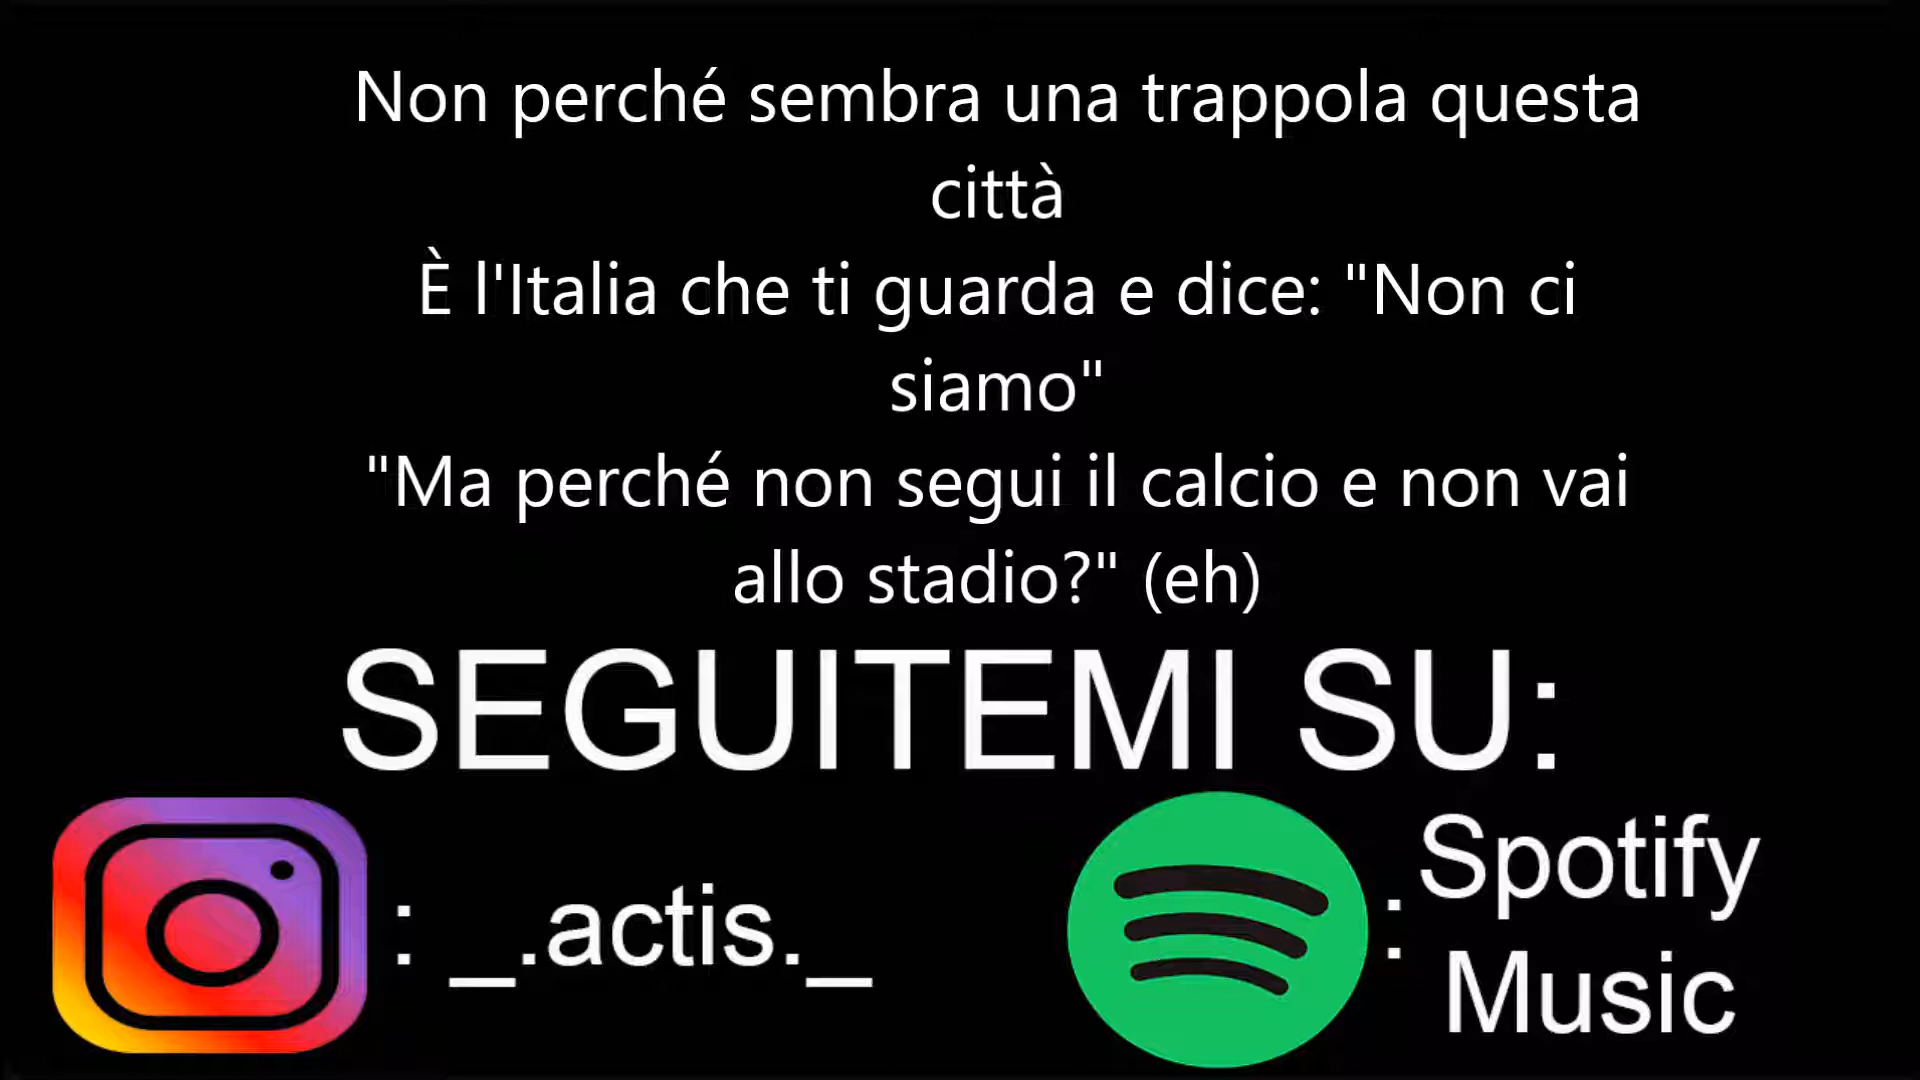 Non perché sembra una trappola questa
città
È l'Italia che ti guarda e dice: "Non ci
siamo"
"Ma perché non segui il calcio e non vai
allo stadio?" (eh)
SEGUITEMI SU:
: _.actis._
: Spotify
Music